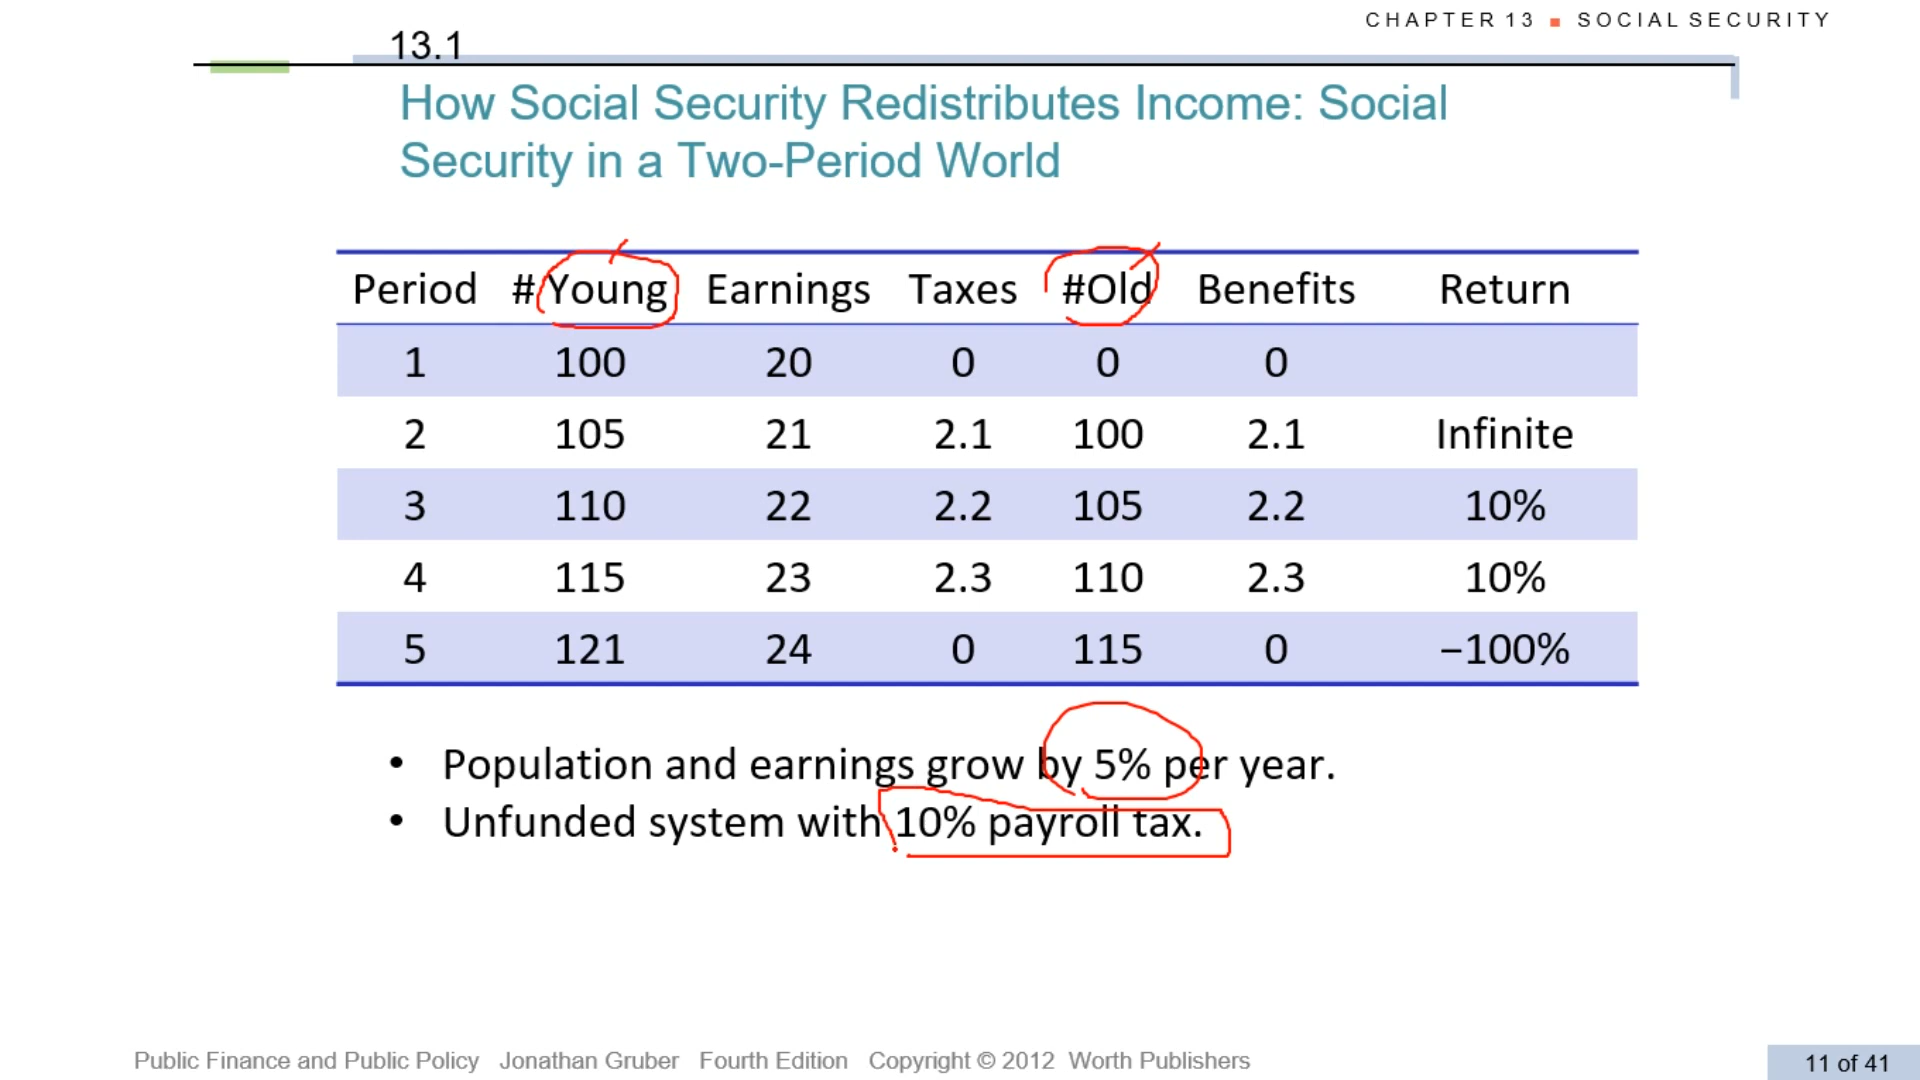 CHAPTER 13 ■ SOCIAL SECURITY
13.1
How Social Security Redistributes Income: Social
Security in a Two-Period World
Period #Young Earnings Taxes #Old Benefits Return
1 100 20 0 0 0
2 105 21 2.1 100 2.1 Infinite
3 110 22 2.2 105 2.2 10%
4 115 23 2.3 110 2.3 10%
5 121 24 0 115 0 −100%
• Population and earnings grow by 5% per year.
• Unfunded system with 10% payroll tax.
Public Finance and Public Policy Jonathan Gruber Fourth Edition Copyright © 2012 Worth Publishers
11 of 41